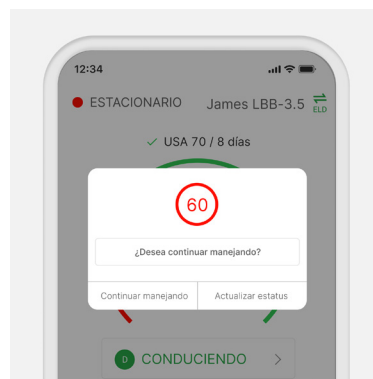 12:34
ESTACIONARIO James LBB-3.5 ELD
✓ USA 70 / 8 días
60
¿Desea continuar manejando?
Continuar manejando Actualizar estatus
D CONDUCIENDO >